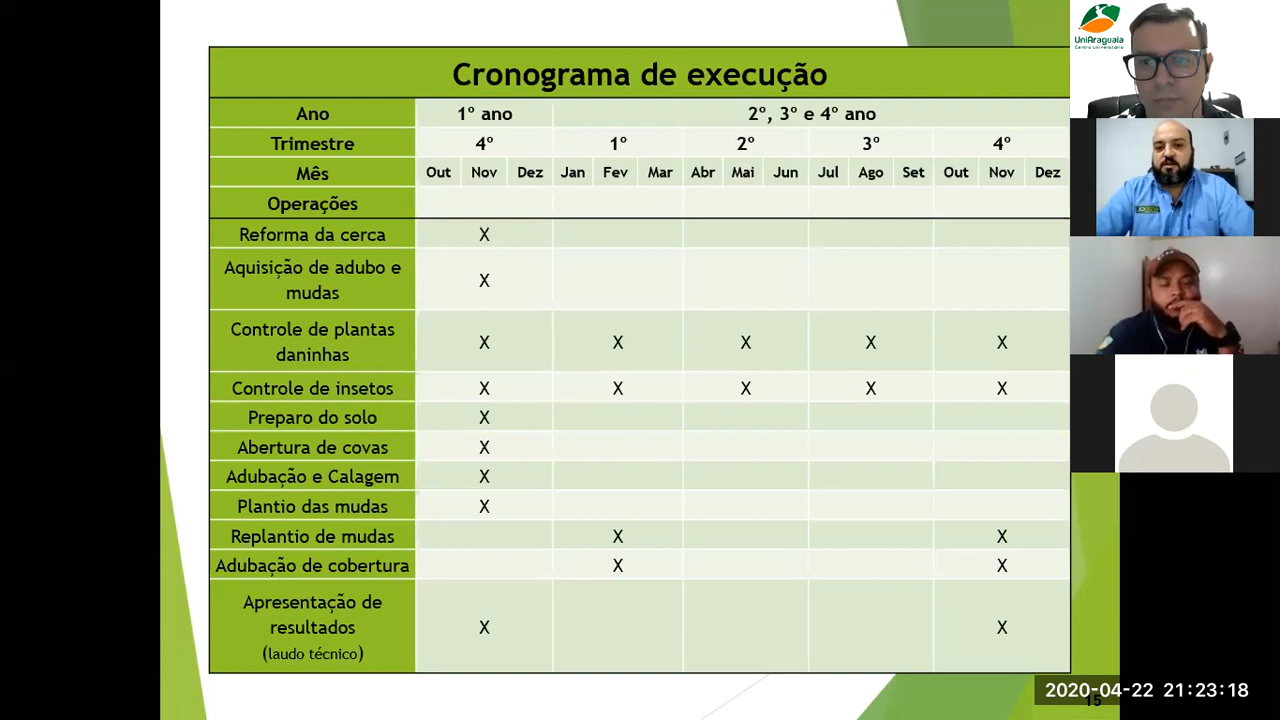 UniAraguaia
Centro Universitário
Cronograma de execução
Ano 1º ano 2º, 3º e 4º ano
Trimestre 4º 1º 2º 3º 4º
Mês Out Nov Dez Jan Fev Mar Abr Mai Jun Jul Ago Set Out Nov Dez
Operações
Reforma da cerca X
Aquisição de adubo e
mudas X
Controle de plantas
daninhas X X X X X
Controle de insetos X X X X X
Preparo do solo X
Abertura de covas X
Adubação e Calagem X
Plantio das mudas X
Replantio de mudas X X
Adubação de cobertura X X
Apresentação de
resultados X X
(laudo técnico)
2020-04-22 21:23:18
15